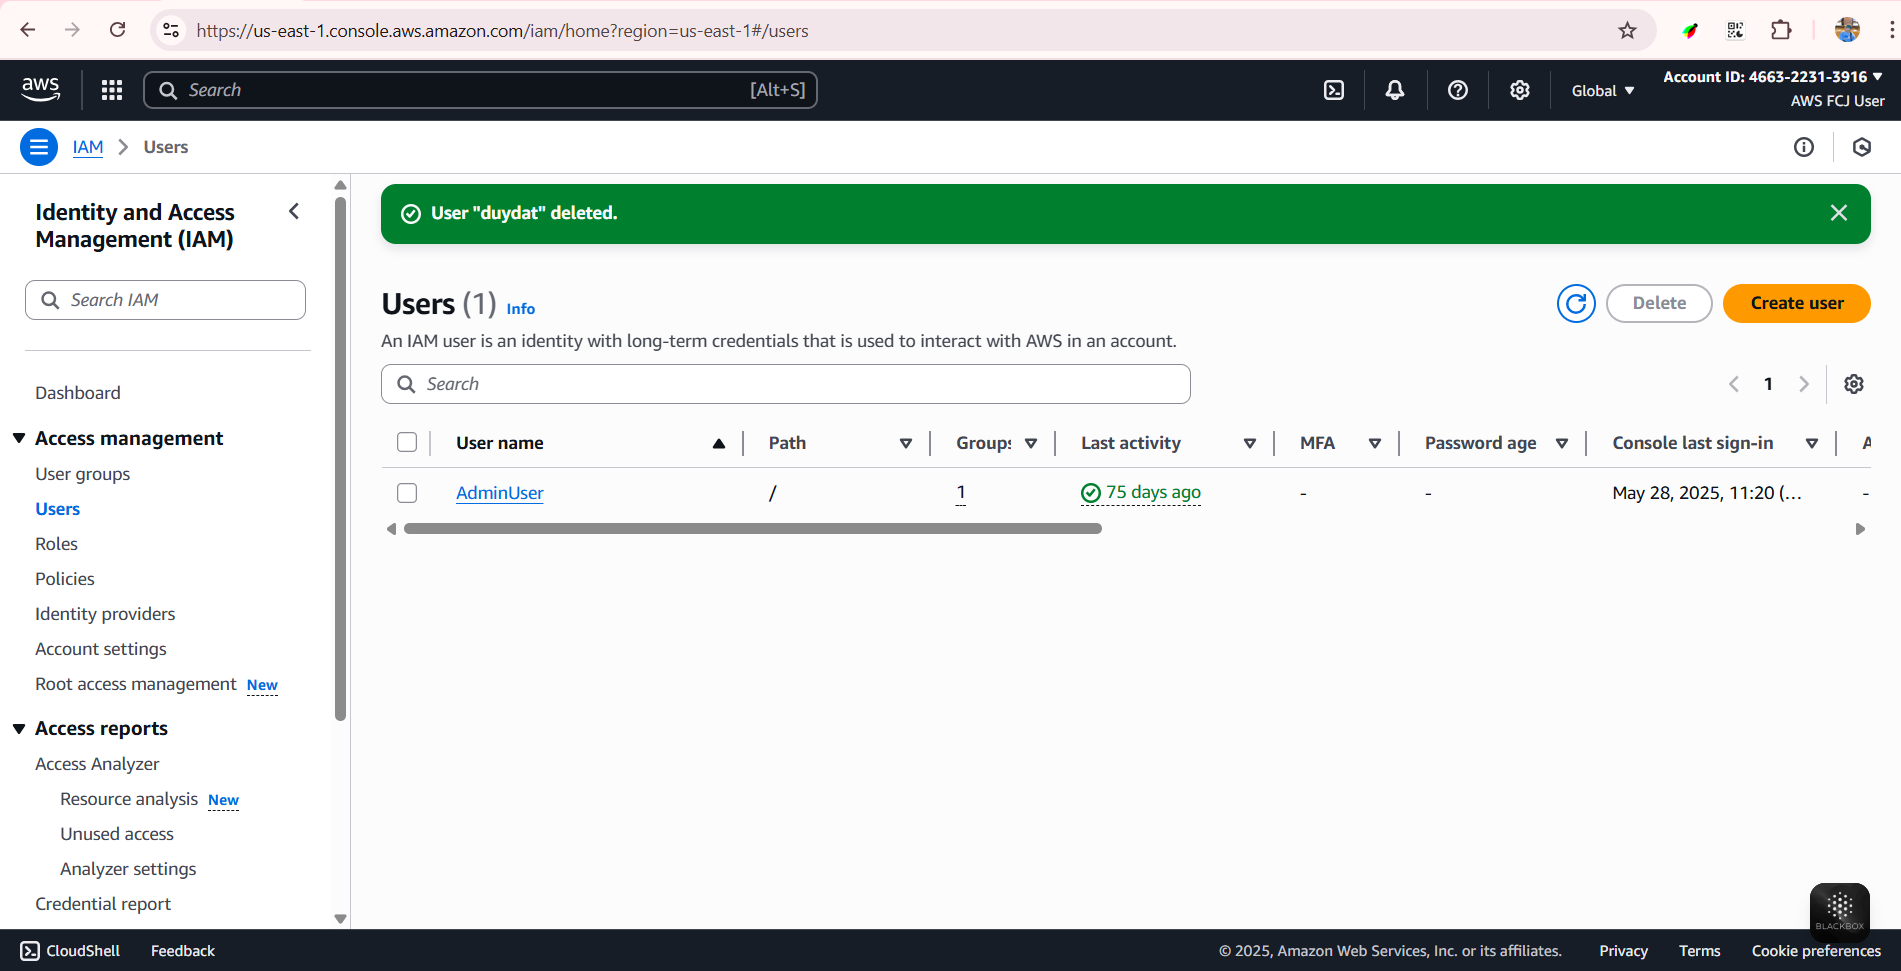 https://us-east-1.console.aws.amazon.com/iam/home?region=us-east-1#/users
aws
Search
[Alt+S]
Global
Account ID: 4663-2231-3916
AWS FCJ User
IAM
Users
Identity and Access
Management (IAM)
Search IAM
Dashboard
Access management
User groups
Users
Roles
Policies
Identity providers
Account settings
Root access management New
Access reports
Access Analyzer
Resource analysis New
Unused access
Analyzer settings
Credential report
User "duydat" deleted.
Users (1) Info
Delete
Create user
An IAM user is an identity with long-term credentials that is used to interact with AWS in an account.
Search
1
User name Path Groups Last activity MFA Password age Console last sign-in A
AdminUser / 1 75 days ago - - May 28, 2025, 11:20 (... -
BLACKBOX
CloudShell Feedback © 2025, Amazon Web Services, Inc. or its affiliates. Privacy Terms Cookie preferences